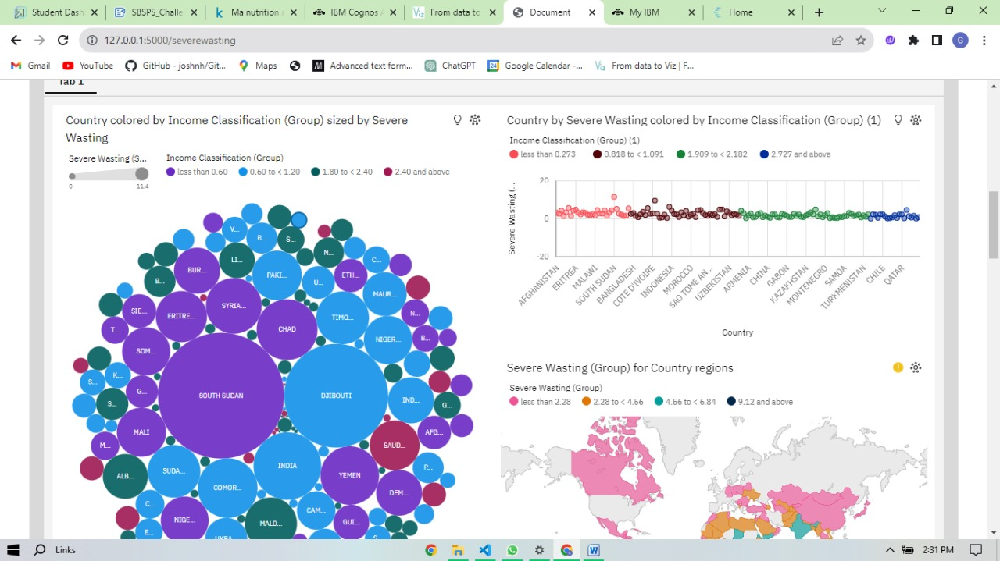 Student Dash
SBSPS_Challe
Malnutrition A
IBM Cognos A
From data to
Document
My IBM
Home
127.0.0.1:5000/severewasting
G
Gmail
YouTube
GitHub - joshnh/Git...
Maps
Advanced text form...
ChatGPT
Google Calendar -...
From data to Viz | F...
Tab 1
Country colored by Income Classification (Group) sized by Severe
Wasting
Severe Wasting (S...
0
11.4
Income Classification (Group)
less than 0.60
0.60 to < 1.20
1.80 to < 2.40
2.40 and above
V...
B...
S...
LI...
N...
C...
BUR...
PAKI...
U...
ETH...
B...
MAUR...
SYRIA...
SIE...
ERITRE...
N...
TIMO...
CHAD
T...
NIGER...
B...
SOM...
K...
S...
G...
SOUTH SUDAN
DJIBOUTI
IND...
S...
G...
MALI
AFG...
M...
SAUD...
INDIA
P...
SUDA...
YEMEN
ALB...
COMOR...
DEM...
C...
CAM...
NIGE...
MALD...
GUI...
E...
UKRA...
S...
Country by Severe Wasting colored by Income Classification (Group) (1)
Income Classification (Group) (1)
less than 0.273
0.818 to < 1.091
1.909 to < 2.182
2.727 and above
Severe Wasting (...
20
0
-20
AFGHANISTAN
ERITREA
MALAWI
SOUTH SUDAN
BANGLADESH
COTE D'IVOIRE
INDONESIA
MOROCCO
SAO TOME AN...
UZBEKISTAN
ARMENIA
CHINA
GABON
KAZAKHSTAN
MONTENEGRO
SAMOA
TURKMENISTAN
CHILE
QATAR
Country
Severe Wasting (Group) for Country regions
Severe Wasting (Group)
less than 2.28
2.28 to < 4.56
4.56 to < 6.84
9.12 and above
Links
2:31 PM